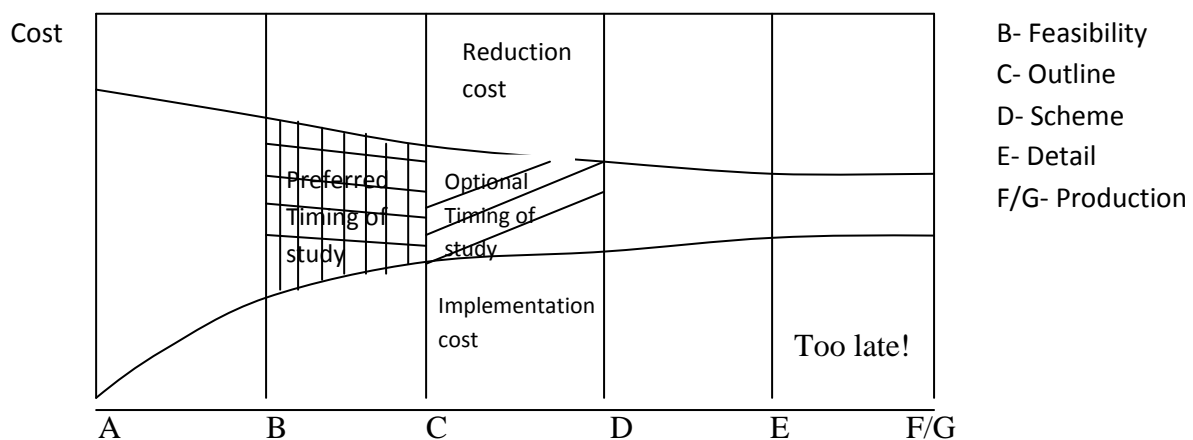 Cost
Reduction
cost
Preferred
Timing of
study
Optional
Timing of
study
Implementation
cost
Too late!
A
B
C
D
E
F/G
B- Feasibility
C- Outline
D- Scheme
E- Detail
F/G- Production